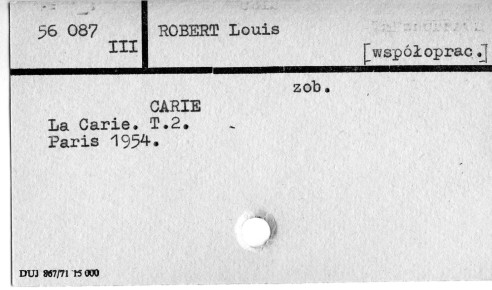 56 087
III
ROBERT Louis
[współoprac.]
zob.
CARIE
La Carie. T.2.
Paris 1954.
DUJ 867/71 15 000